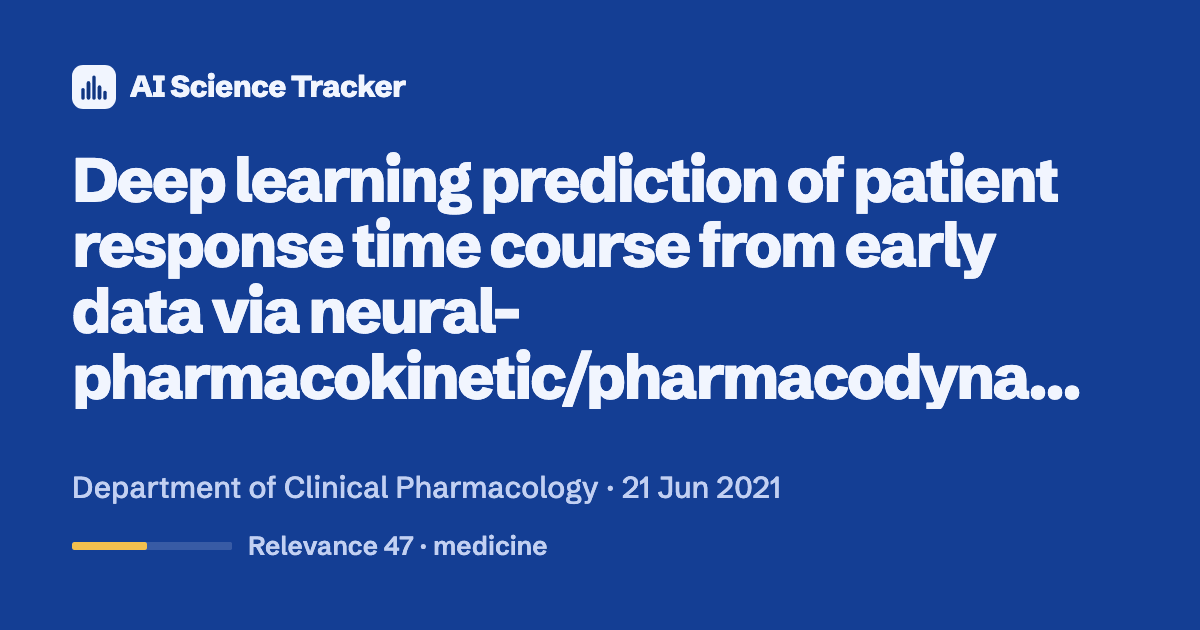 AI Science Tracker
Deep learning prediction of patient
response time course from early
data via neural-
pharmacokinetic/pharmacodyna...
Department of Clinical Pharmacology · 21 Jun 2021
Relevance 47 · medicine